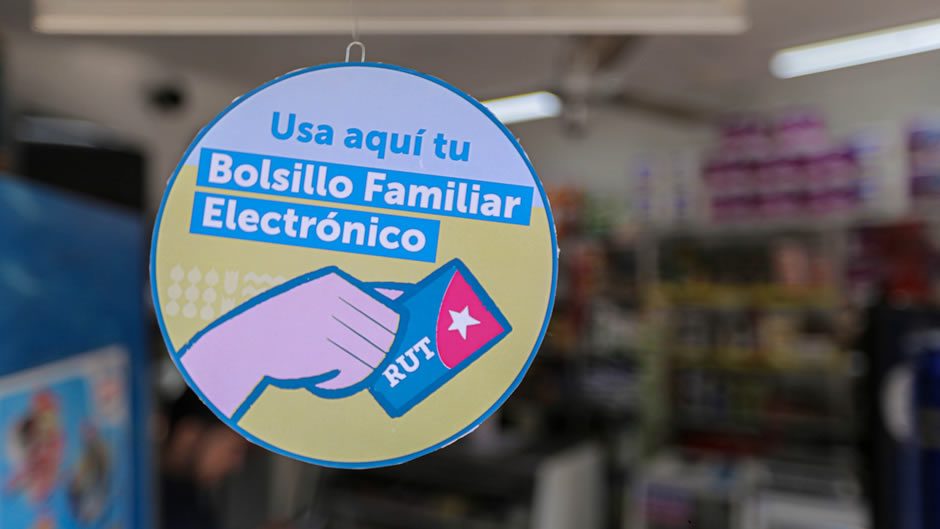 Usa aquí tu
Bolsillo Familiar
Electrónico
RUT